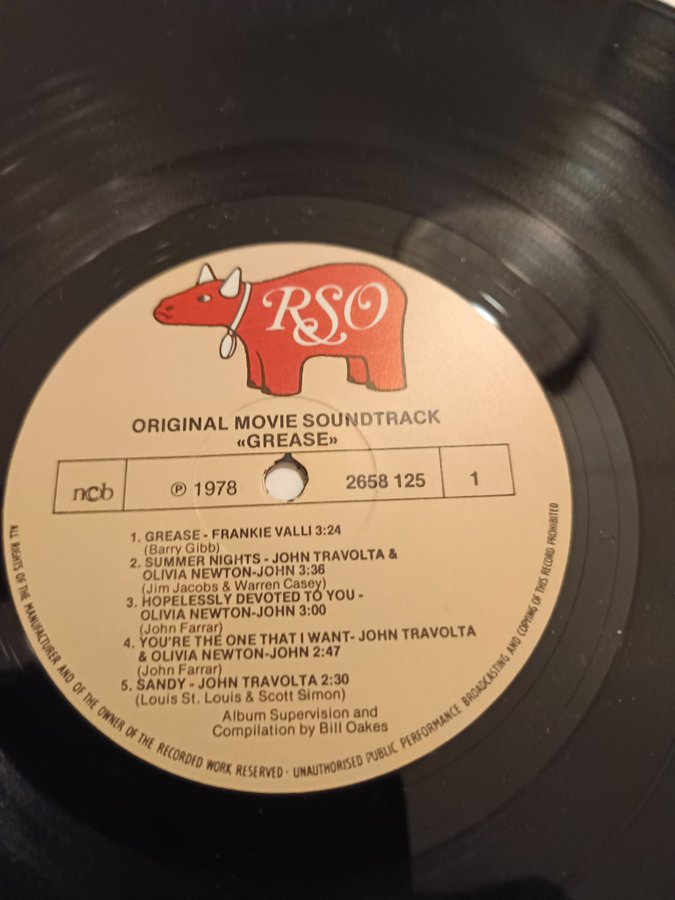 RSO
ORIGINAL MOVIE SOUNDTRACK
«GREASE»
ncb ℗ 1978 2658 125 1
1. GREASE - FRANKIE VALLI 3:24
(Barry Gibb)
2. SUMMER NIGHTS - JOHN TRAVOLTA &
OLIVIA NEWTON-JOHN 3:36
(Jim Jacobs & Warren Casey)
3. HOPELESSLY DEVOTED TO YOU -
OLIVIA NEWTON-JOHN 3:00
(John Farrar)
4. YOU'RE THE ONE THAT I WANT- JOHN TRAVOLTA
& OLIVIA NEWTON-JOHN 2:47
(John Farrar)
5. SANDY - JOHN TRAVOLTA 2:30
(Louis St. Louis & Scott Simon)
Album Supervision and
Compilation by Bill Oakes
ALL RIGHTS OF THE MANUFACTURER AND OF THE OWNER OF THE RECORDED WORK RESERVED · UNAUTHORISED PUBLIC PERFORMANCE BROADCASTING AND COPYING OF THIS RECORD PROHIBITED